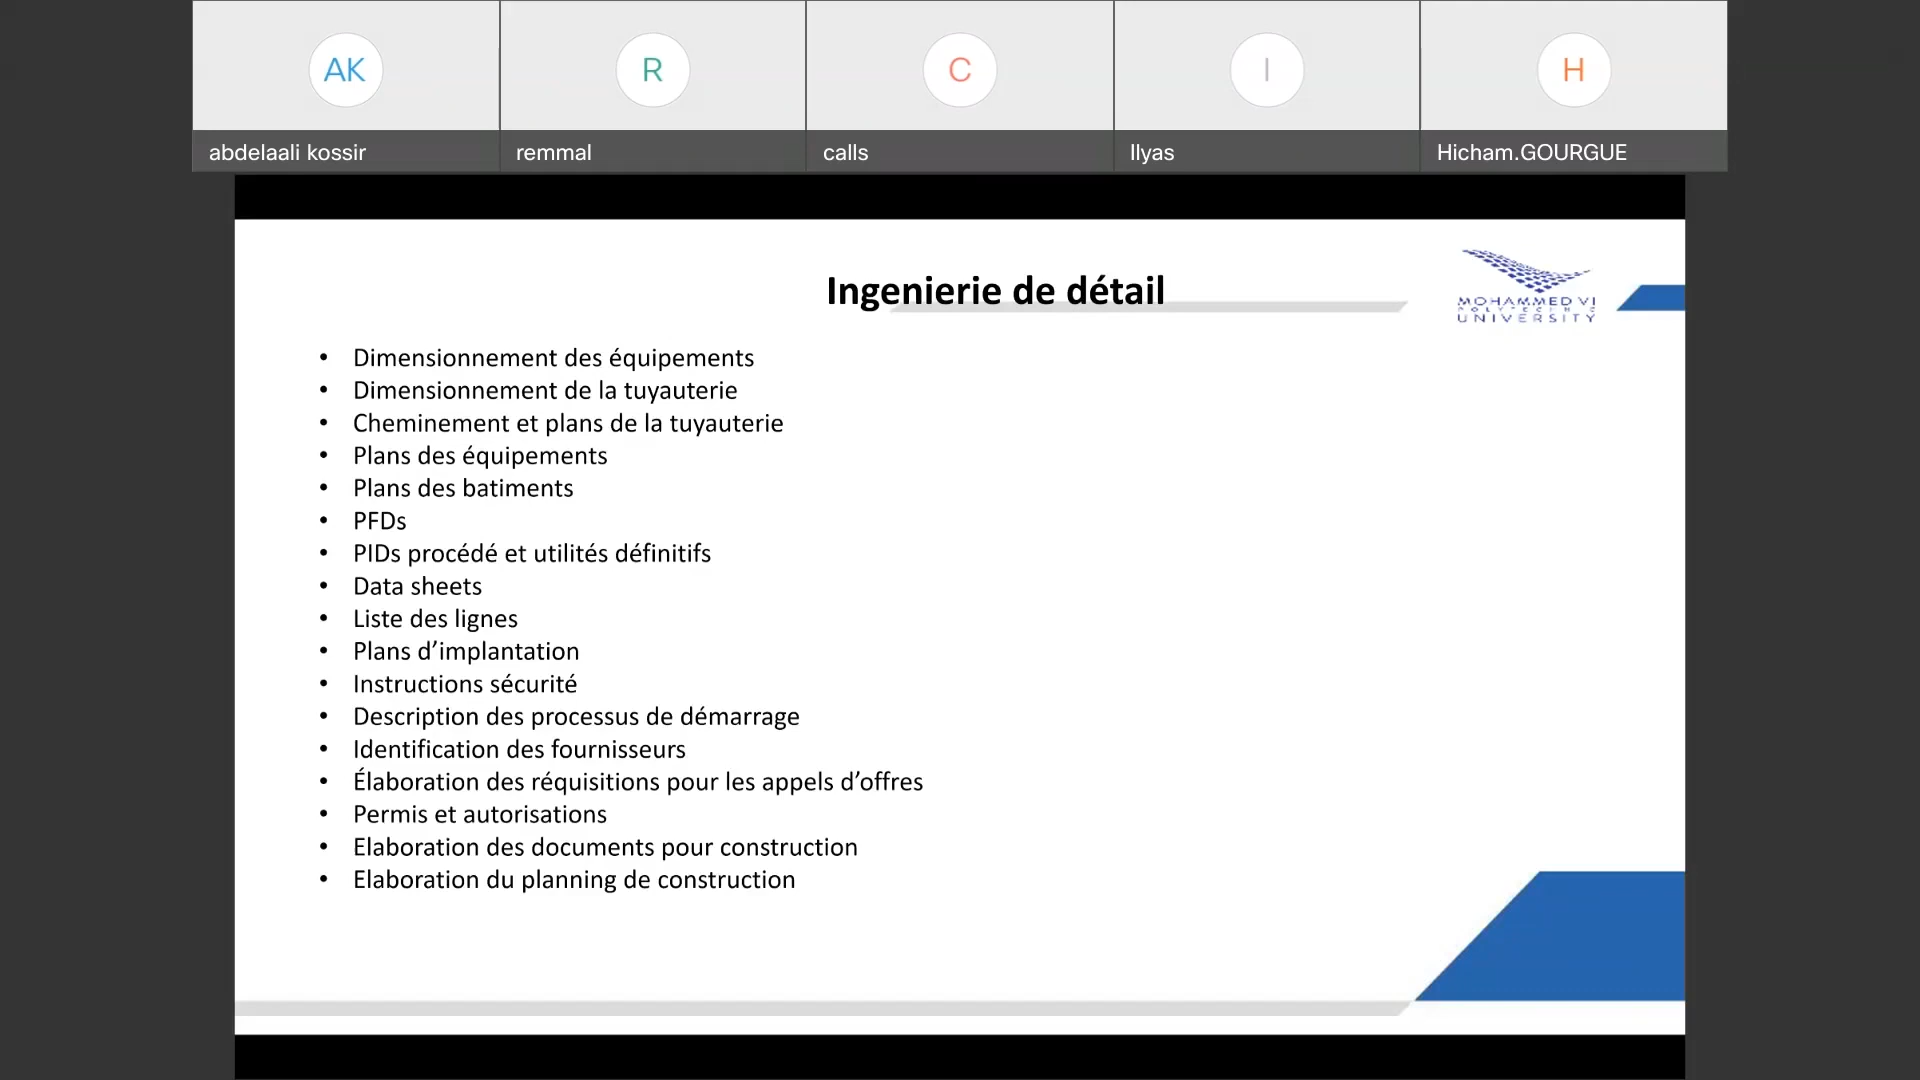 AK
R
C
I
H
abdelaali kossir
remmal
calls
Ilyas
Hicham.GOURGUE
Ingenierie de détail
MOHAMMED VI
POLYTECHNIC
UNIVERSITY
• Dimensionnement des équipements
• Dimensionnement de la tuyauterie
• Cheminement et plans de la tuyauterie
• Plans des équipements
• Plans des batiments
• PFDs
• PIDs procédé et utilités définitifs
• Data sheets
• Liste des lignes
• Plans d’implantation
• Instructions sécurité
• Description des processus de démarrage
• Identification des fournisseurs
• Élaboration des réquisitions pour les appels d’offres
• Permis et autorisations
• Elaboration des documents pour construction
• Elaboration du planning de construction